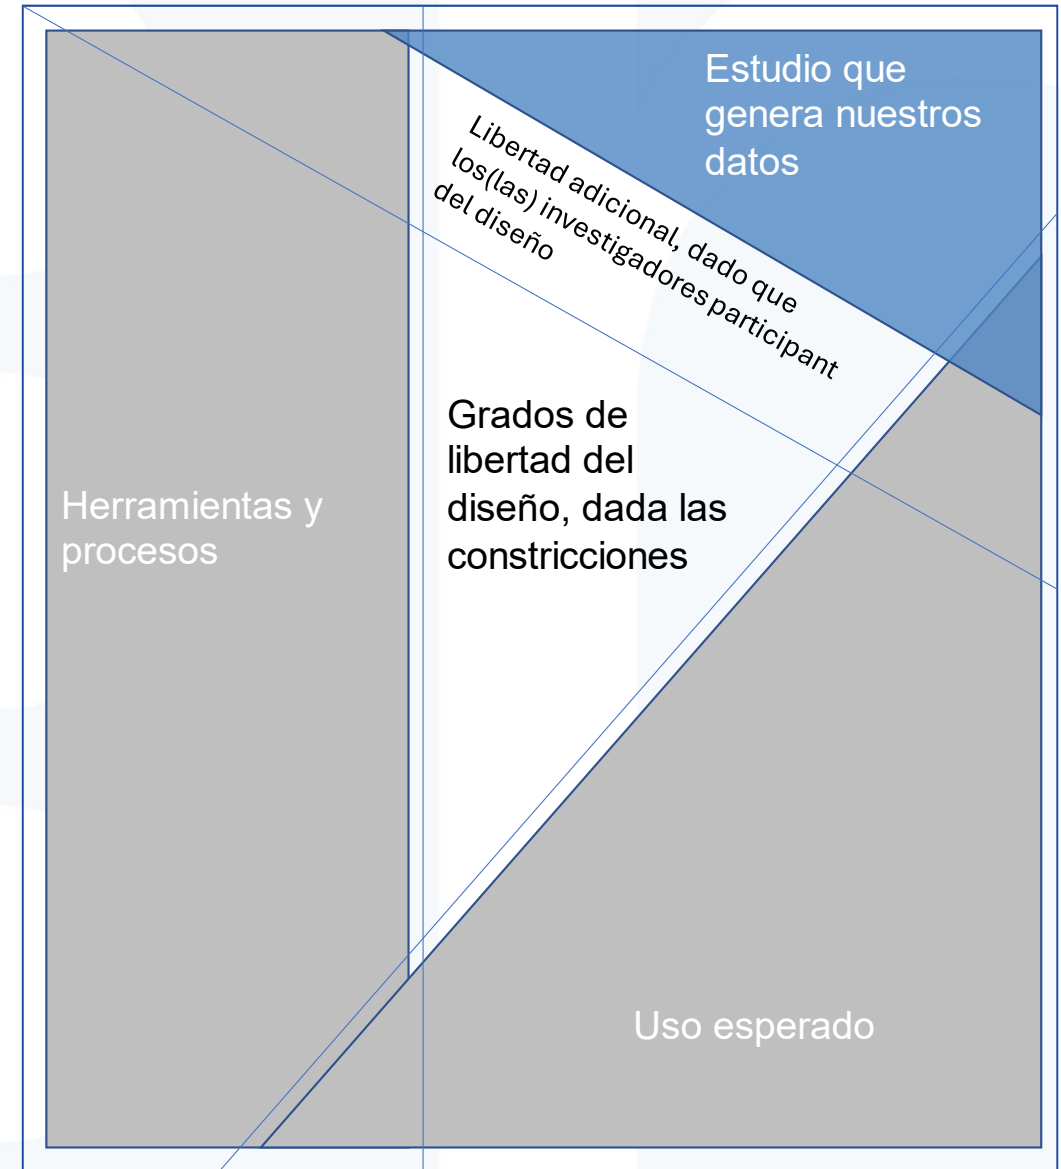 Estudio que
genera nuestros
datos
Libertad adicional, dado que
los(las) investigadores participant
del diseño
Grados de
libertad del
diseño, dada las
constricciones
Herramientas y
procesos
Uso esperado